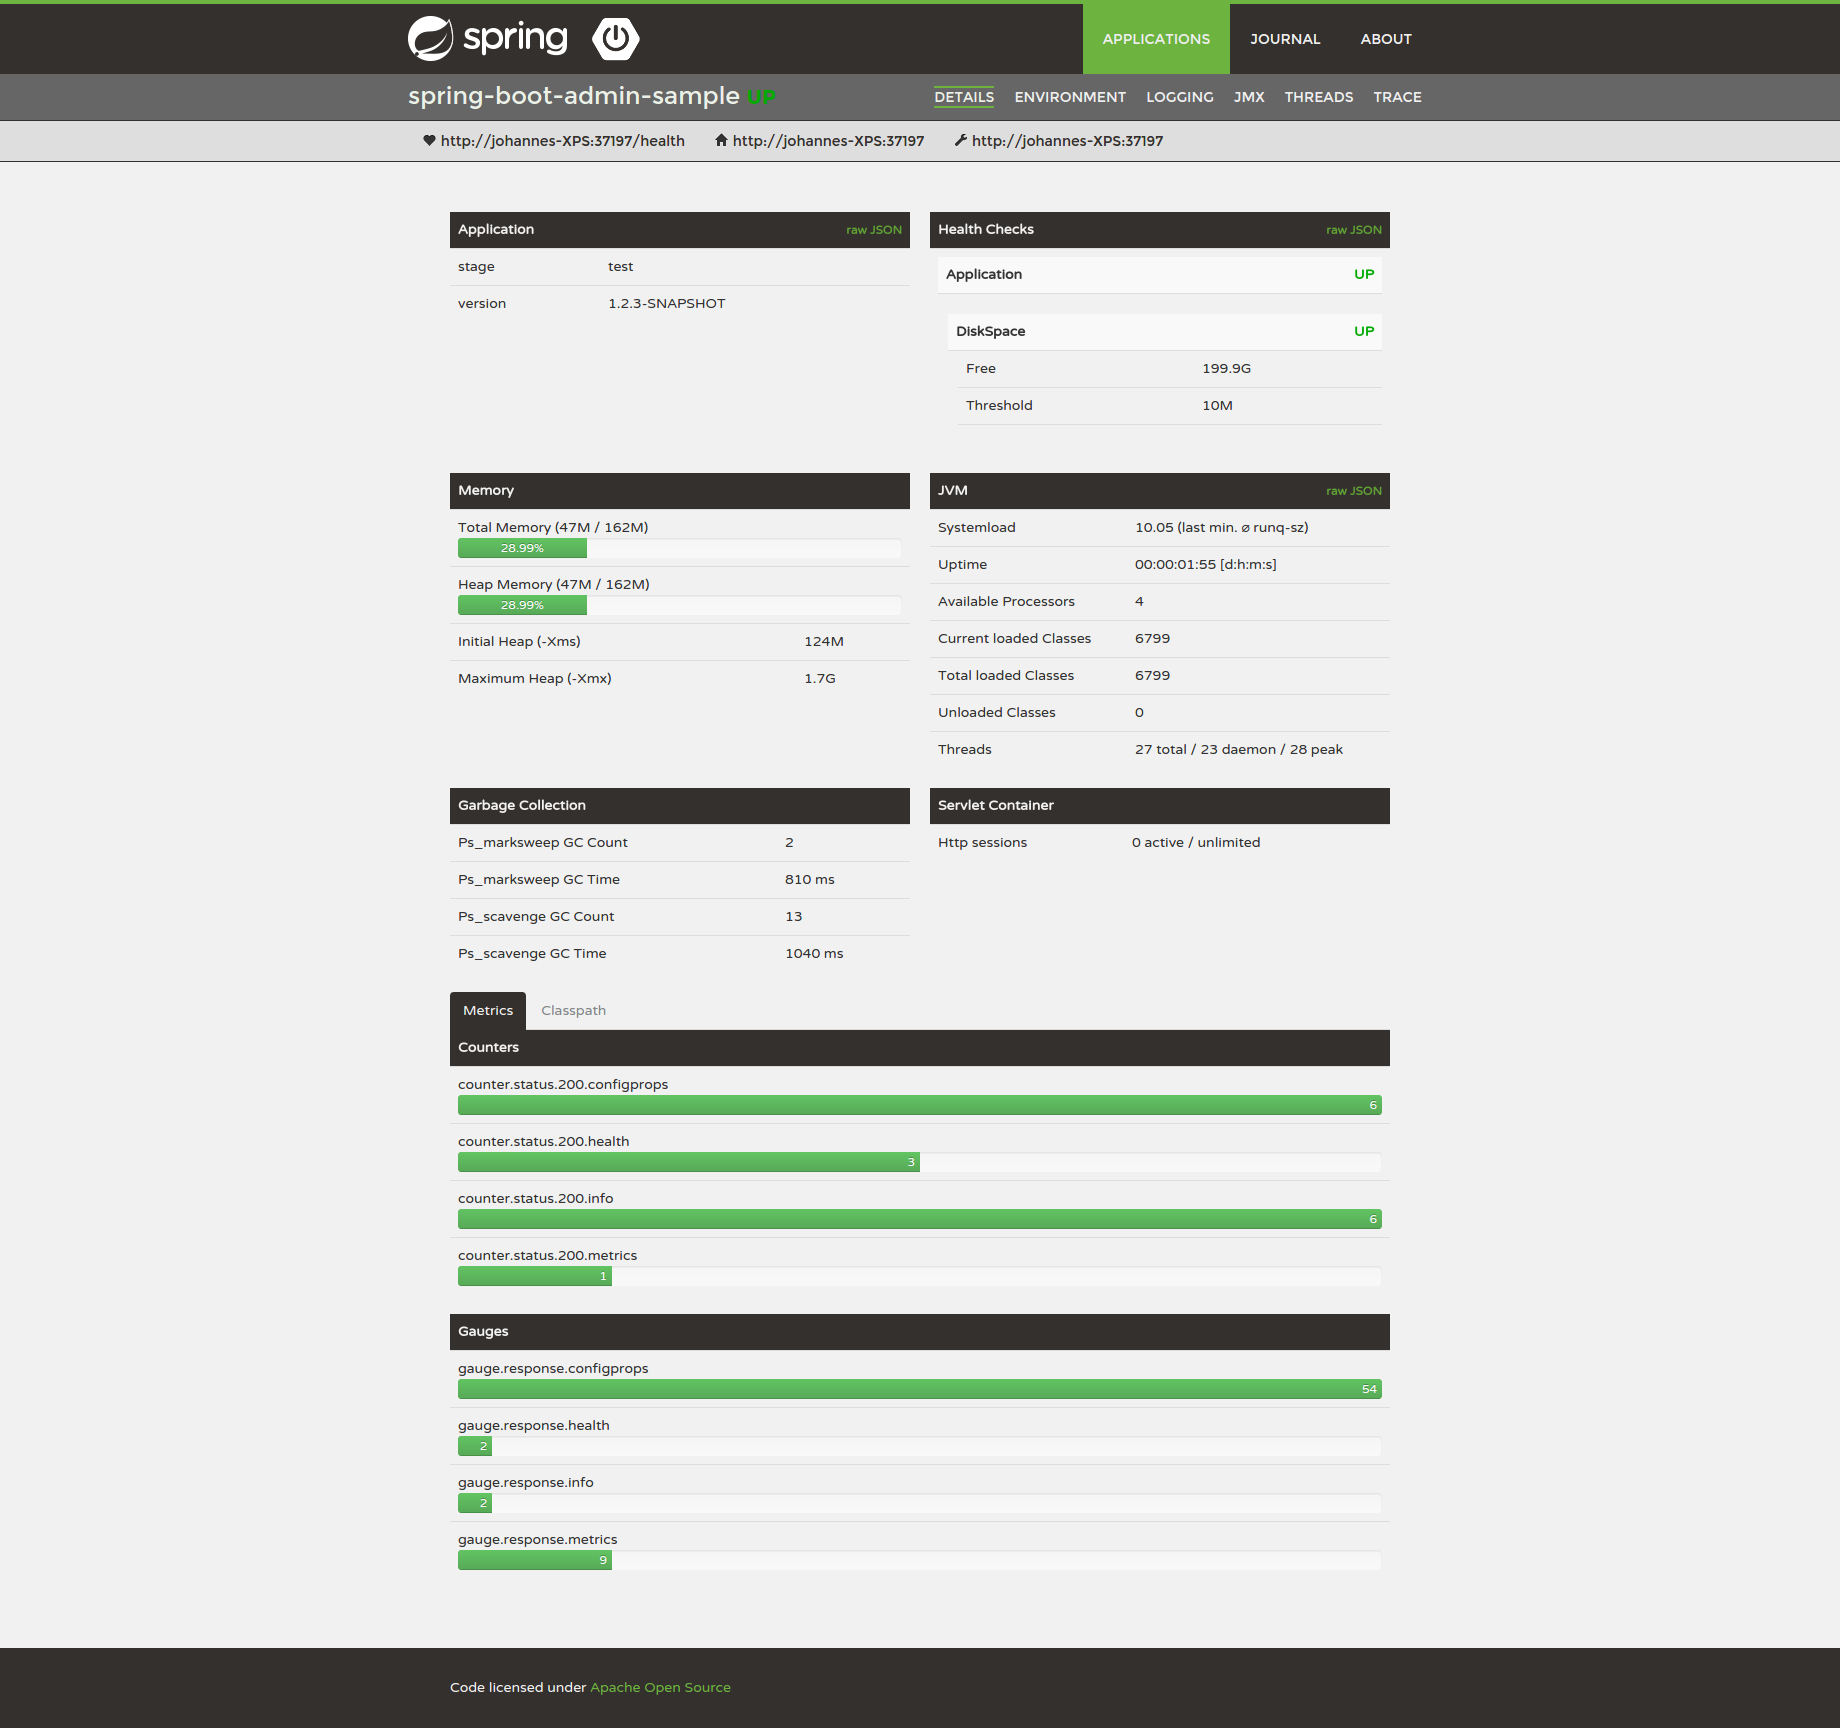 spring
APPLICATIONS JOURNAL ABOUT
spring-boot-admin-sample UP
DETAILS ENVIRONMENT LOGGING JMX THREADS TRACE
http://johannes-XPS:37197/health http://johannes-XPS:37197 http://johannes-XPS:37197
Application raw JSON
stage test
version 1.2.3-SNAPSHOT
Health Checks raw JSON
Application UP
DiskSpace UP
Free 199.9G
Threshold 10M
Memory
Total Memory (47M / 162M)
28.99%
Heap Memory (47M / 162M)
28.99%
Initial Heap (-Xms) 124M
Maximum Heap (-Xmx) 1.7G
JVM raw JSON
Systemload 10.05 (last min. ⌀ runq-sz)
Uptime 00:00:01:55 [d:h:m:s]
Available Processors 4
Current loaded Classes 6799
Total loaded Classes 6799
Unloaded Classes 0
Threads 27 total / 23 daemon / 28 peak
Garbage Collection
Ps_marksweep GC Count 2
Ps_marksweep GC Time 810 ms
Ps_scavenge GC Count 13
Ps_scavenge GC Time 1040 ms
Servlet Container
Http sessions 0 active / unlimited
Metrics Classpath
Counters
counter.status.200.configprops
6
counter.status.200.health
3
counter.status.200.info
6
counter.status.200.metrics
1
Gauges
gauge.response.configprops
54
gauge.response.health
2
gauge.response.info
2
gauge.response.metrics
9
Code licensed under Apache Open Source